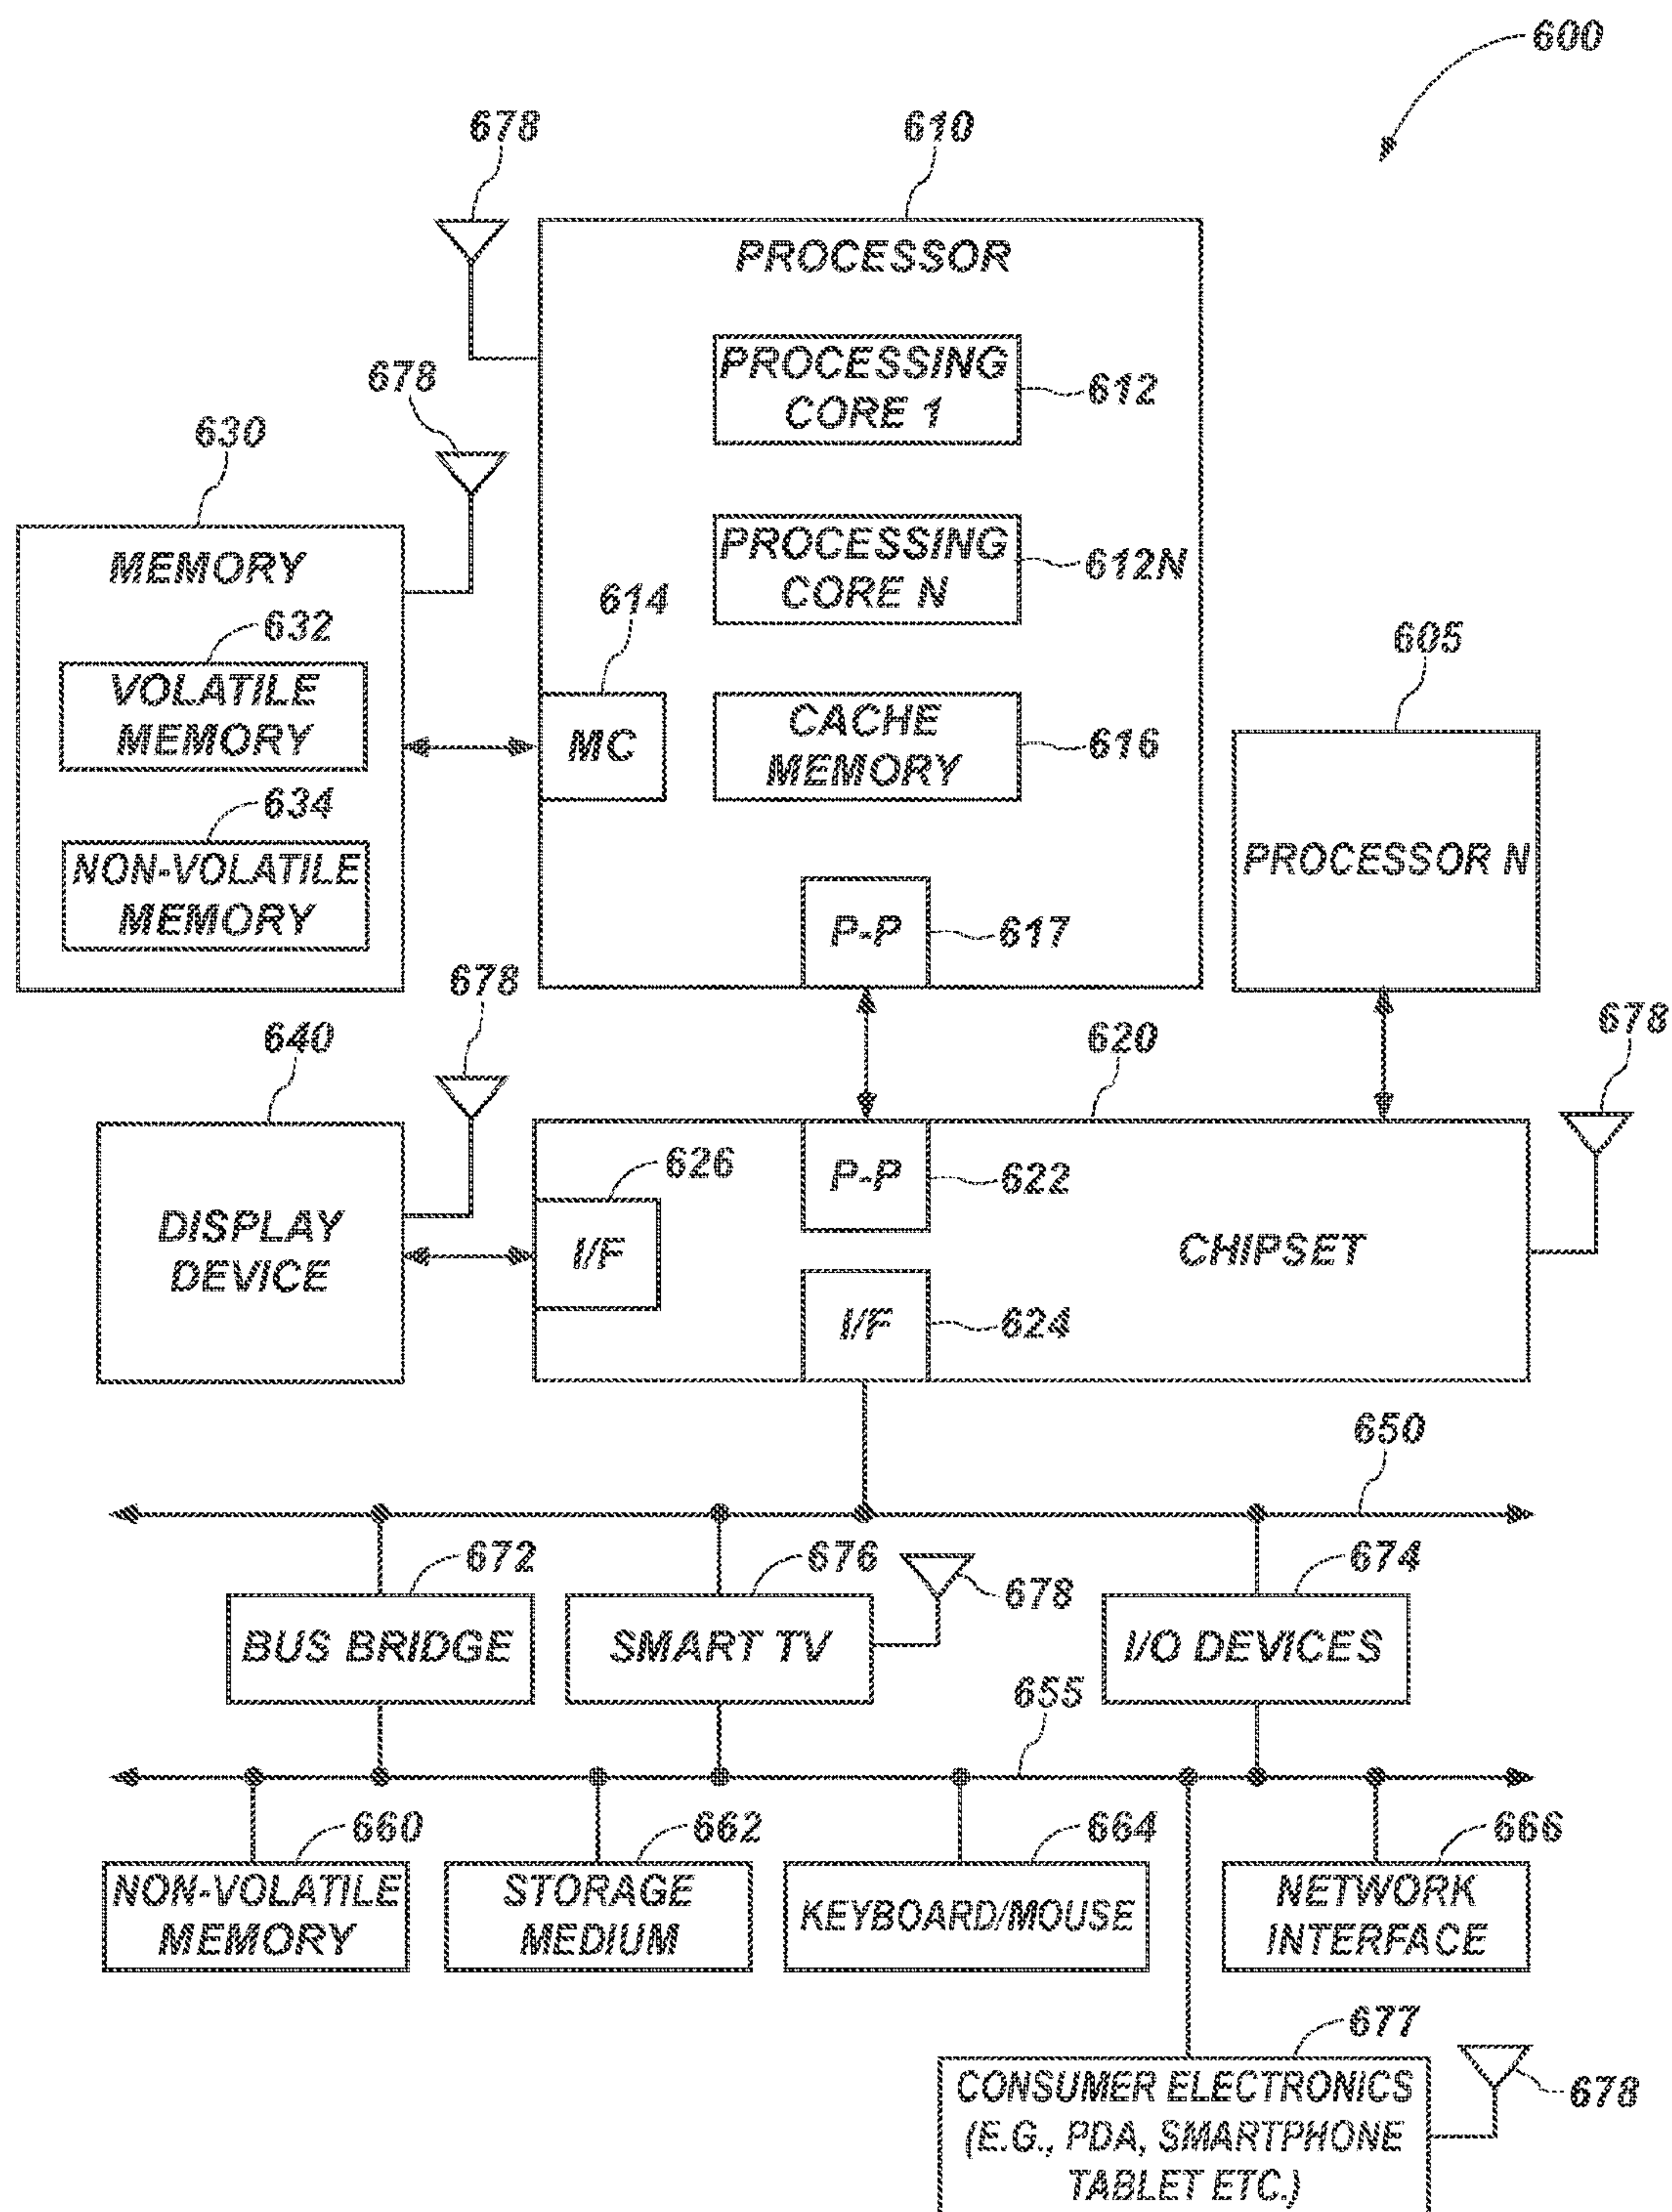 600
678
610
PROCESSOR
PROCESSING
CORE 1
612
678
630
MEMORY
PROCESSING
CORE N
612N
614
632
VOLATILE
MEMORY
MC
CACHE
MEMORY
616
605
634
NON-VOLATILE
MEMORY
PROCESSOR N
P-P
617
678
640
620
678
DISPLAY
DEVICE
626
I/F
P-P
622
CHIPSET
I/F
624
650
672
676
678
674
BUS BRIDGE
SMART TV
I/O DEVICES
655
660
662
664
666
NON-VOLATILE
MEMORY
STORAGE
MEDIUM
KEYBOARD/MOUSE
NETWORK
INTERFACE
677
CONSUMER ELECTRONICS
(E.G., PDA, SMARTPHONE
TABLET ETC.)
678